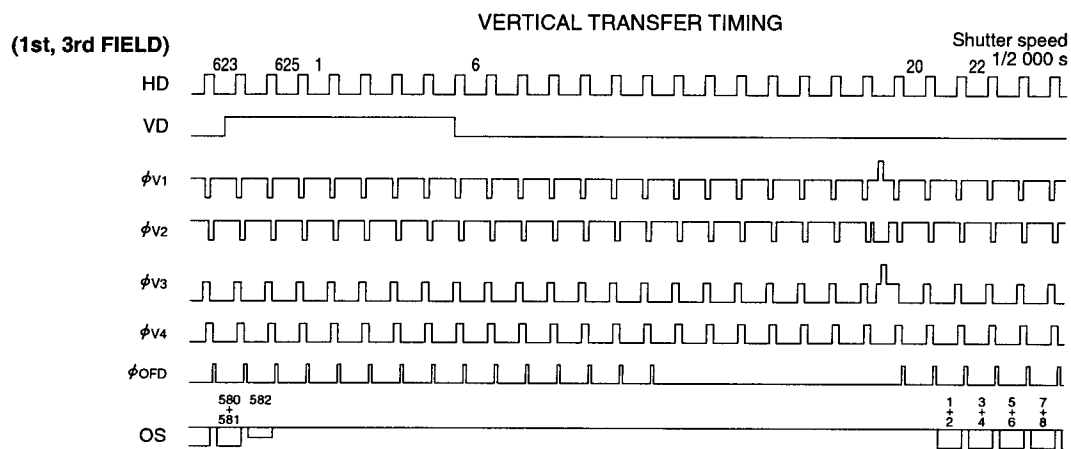 VERTICAL TRANSFER TIMING
(1st, 3rd FIELD)
Shutter speed
1/2 000 s
623 625 1 6 20 22
HD
VD
ϕV1
ϕV2
ϕV3
ϕV4
ϕOFD
580 + 581 582 1 + 2 3 + 4 5 + 6 7 + 8
OS